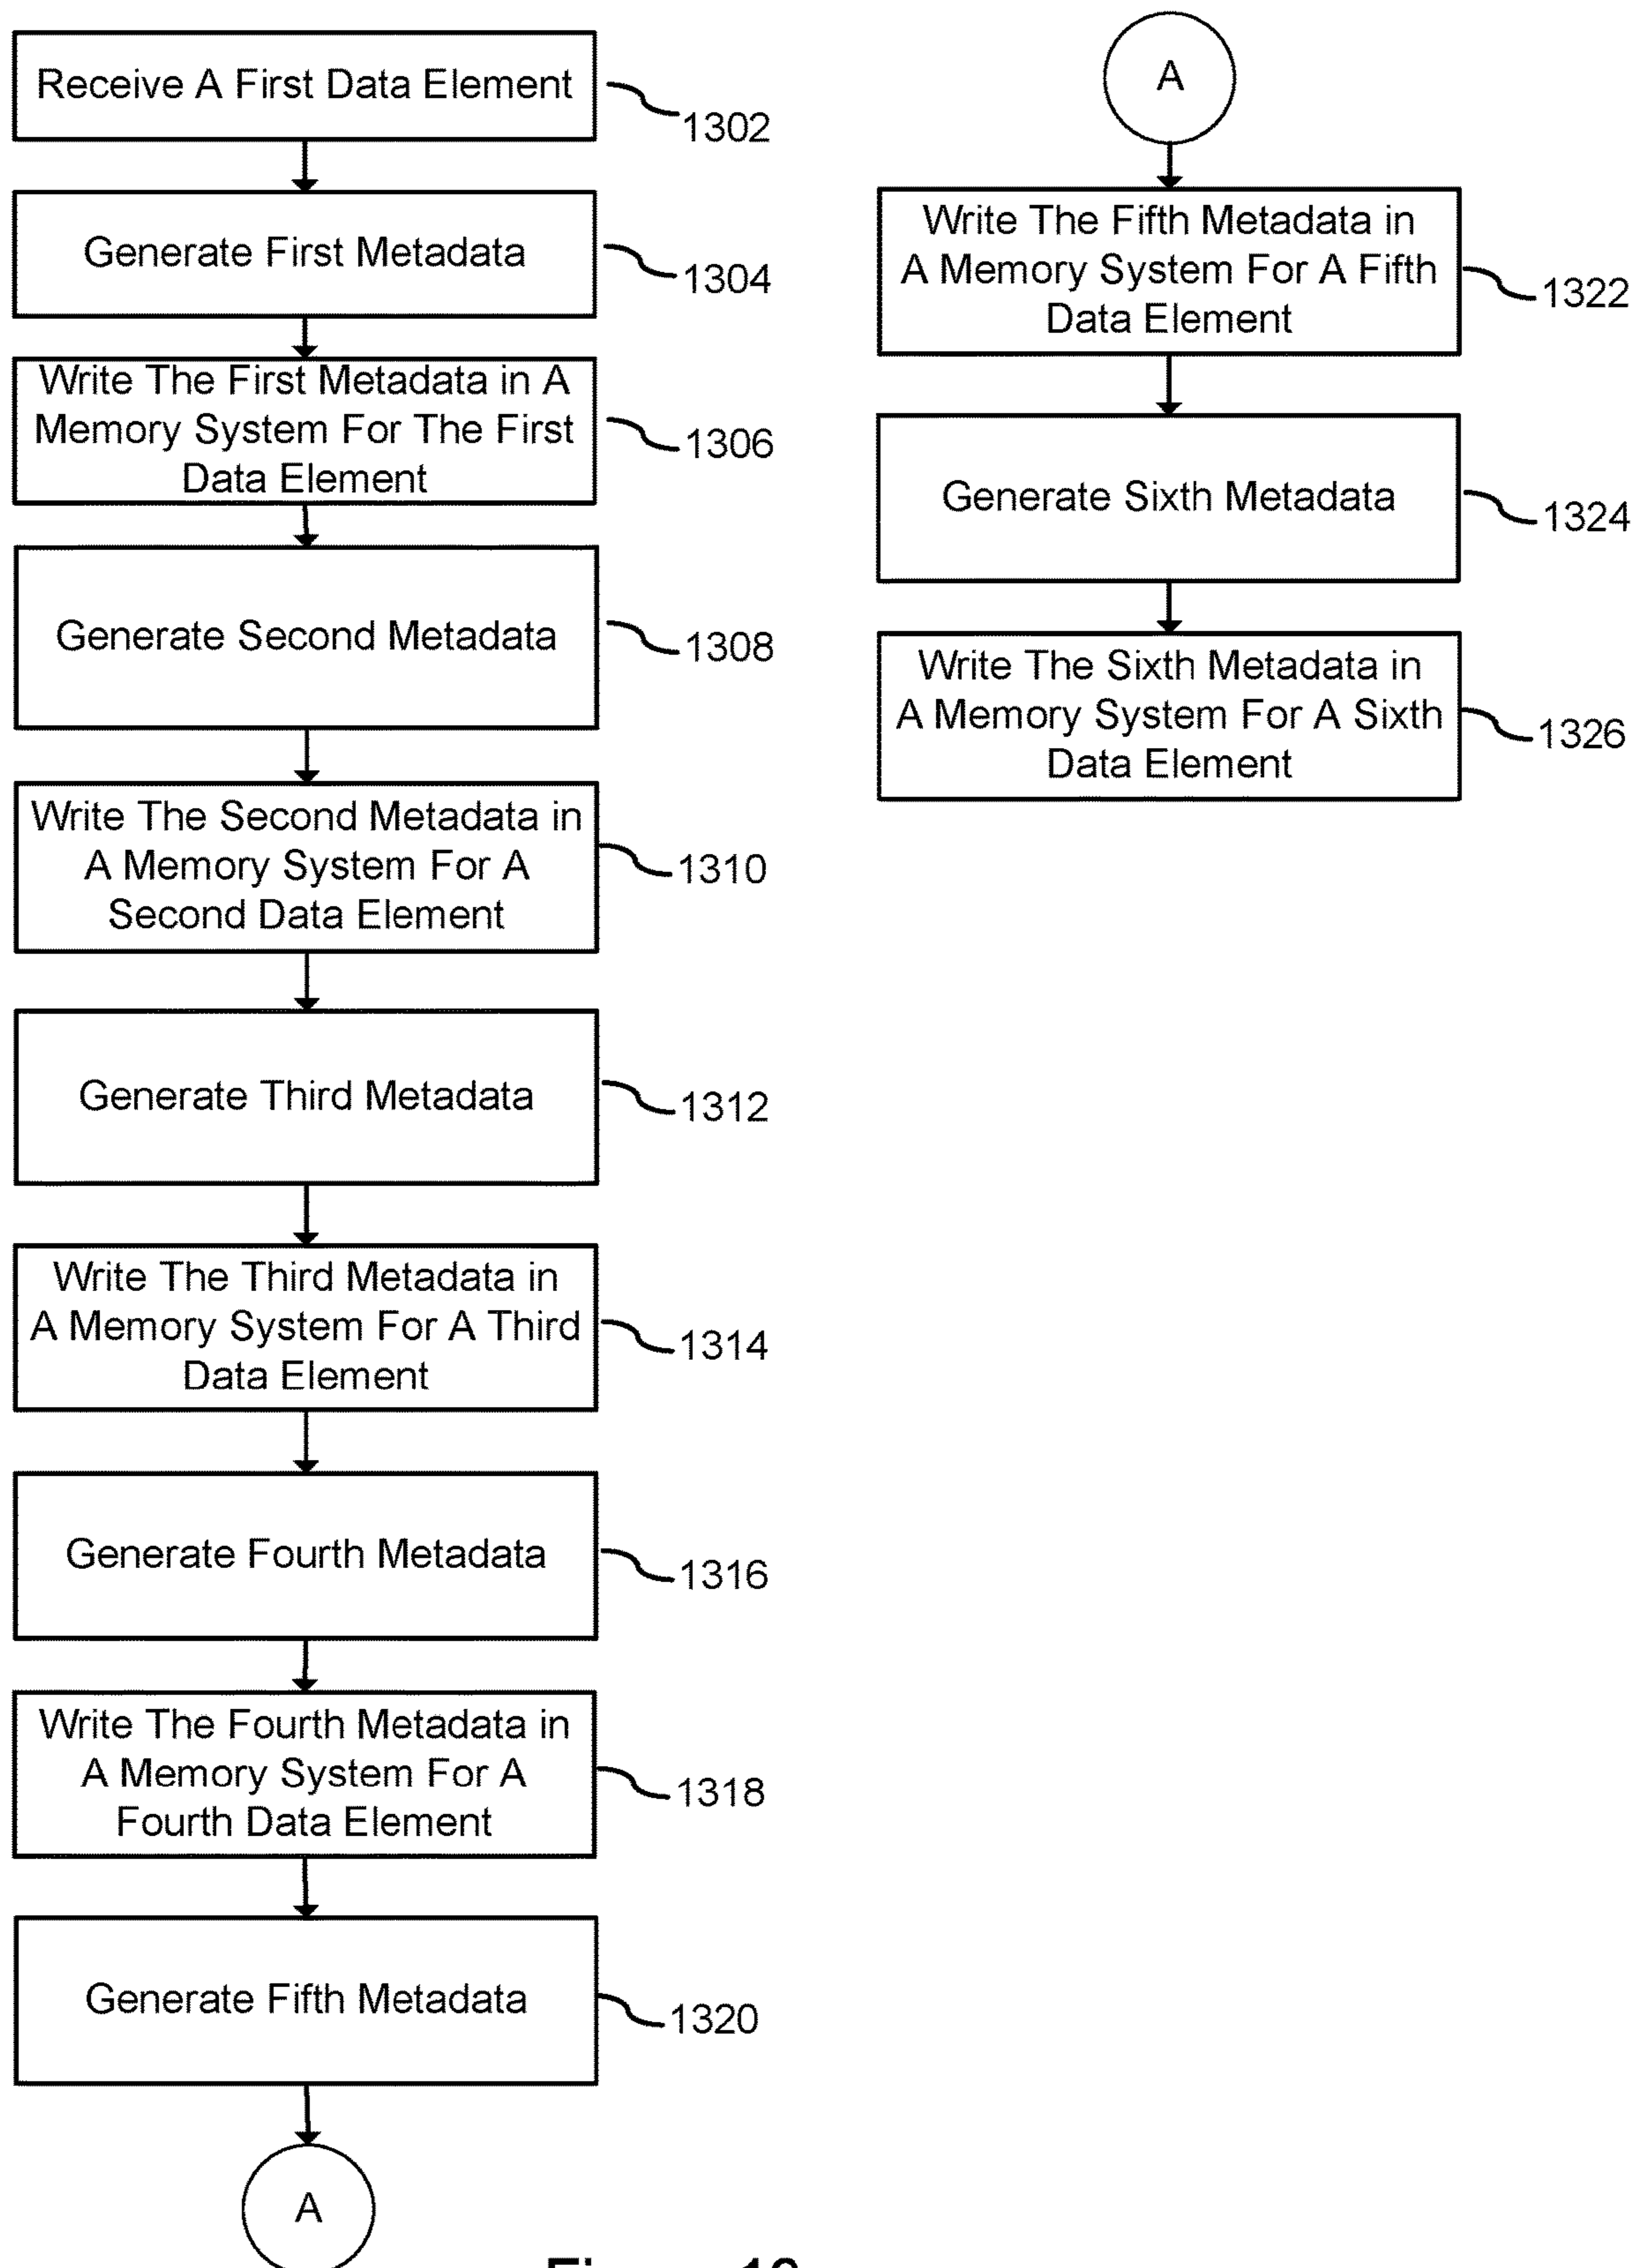 Receive A First Data Element
1302
Generate First Metadata
1304
Write The First Metadata in A
Memory System For The First
Data Element
1306
Generate Second Metadata
1308
Write The Second Metadata in
A Memory System For A
Second Data Element
1310
Generate Third Metadata
1312
Write The Third Metadata in
A Memory System For A Third
Data Element
1314
Generate Fourth Metadata
1316
Write The Fourth Metadata in
A Memory System For A
Fourth Data Element
1318
Generate Fifth Metadata
1320
A
A
Write The Fifth Metadata in
A Memory System For A Fifth
Data Element
1322
Generate Sixth Metadata
1324
Write The Sixth Metadata in
A Memory System For A Sixth
Data Element
1326